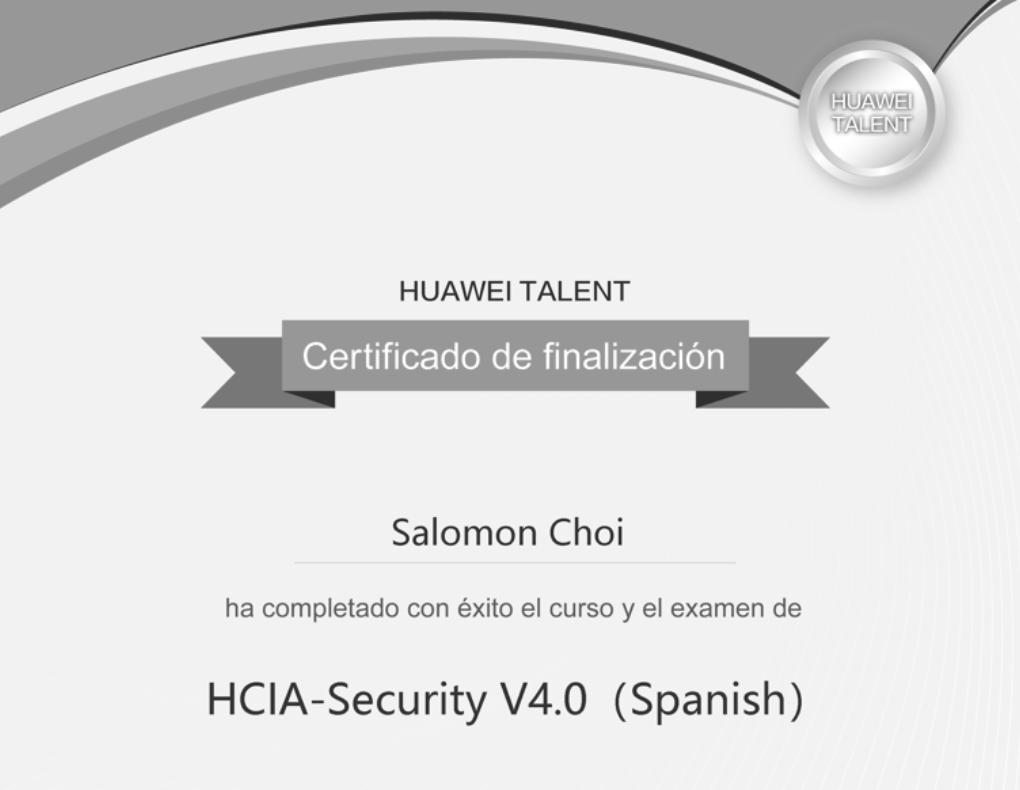 HUAWEI
TALENT
HUAWEI TALENT
Certificado de finalización
Salomon Choi
ha completado con éxito el curso y el examen de
HCIA-Security V4.0（Spanish）